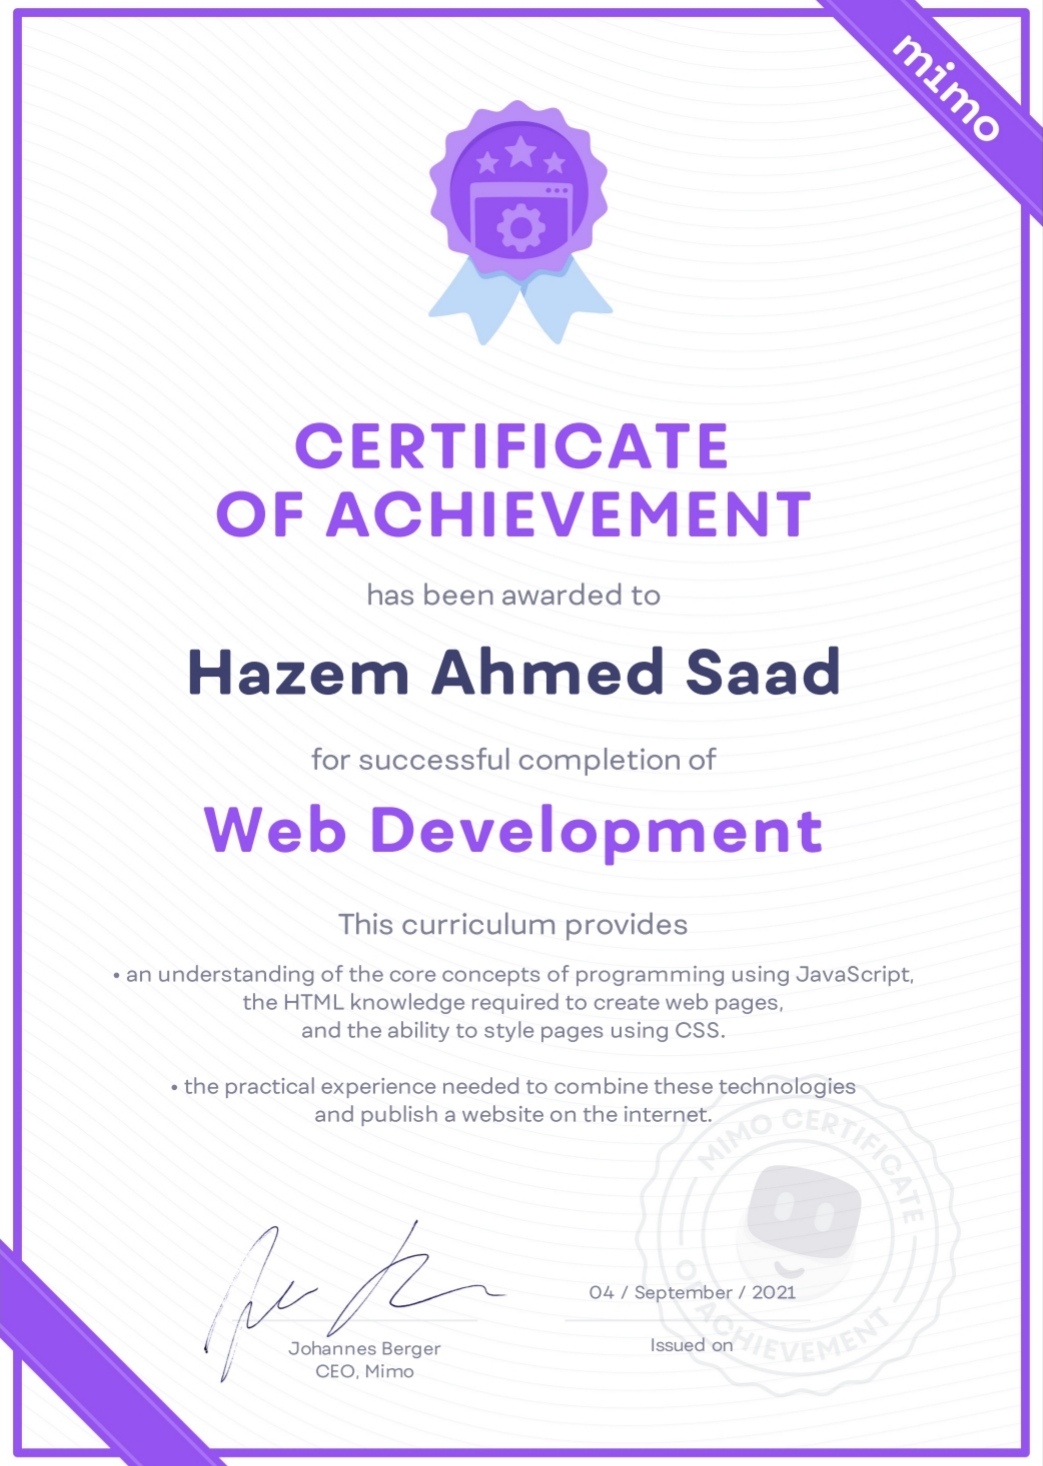 mimo
CERTIFICATE
OF ACHIEVEMENT
has been awarded to
Hazem Ahmed Saad
for successful completion of
Web Development
This curriculum provides
• an understanding of the core concepts of programming using JavaScript,
the HTML knowledge required to create web pages,
and the ability to style pages using CSS.
• the practical experience needed to combine these technologies
and publish a website on the internet.
MIMO CERTIFICATE
OF ACHIEVEMENT
04 / September / 2021
Johannes Berger
CEO, Mimo
Issued on